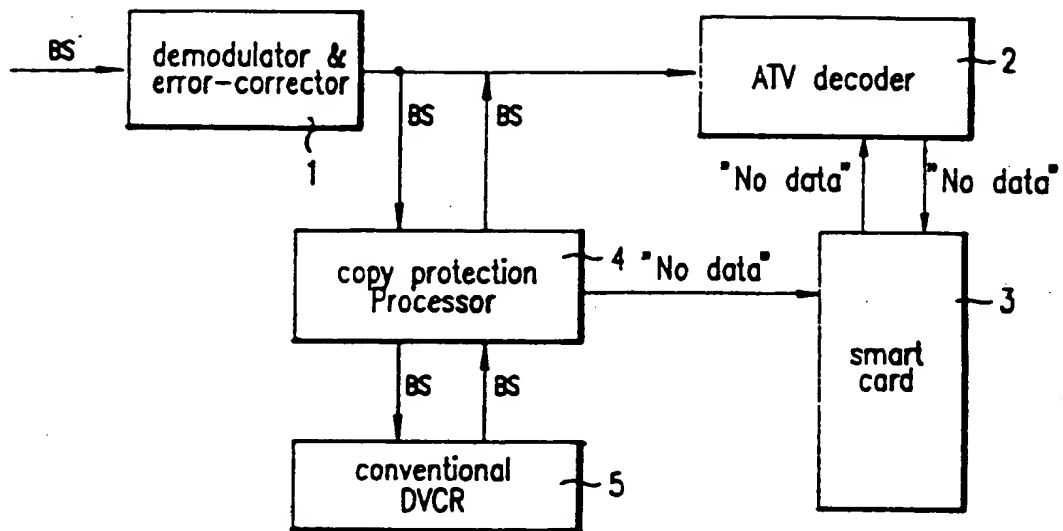 BS
demodulator &
error-corrector
1
ATV decoder
2
BS
BS
"No data"
"No data"
copy protection
Processor
4
"No data"
smart
card
3
BS
BS
conventional
DVCR
5